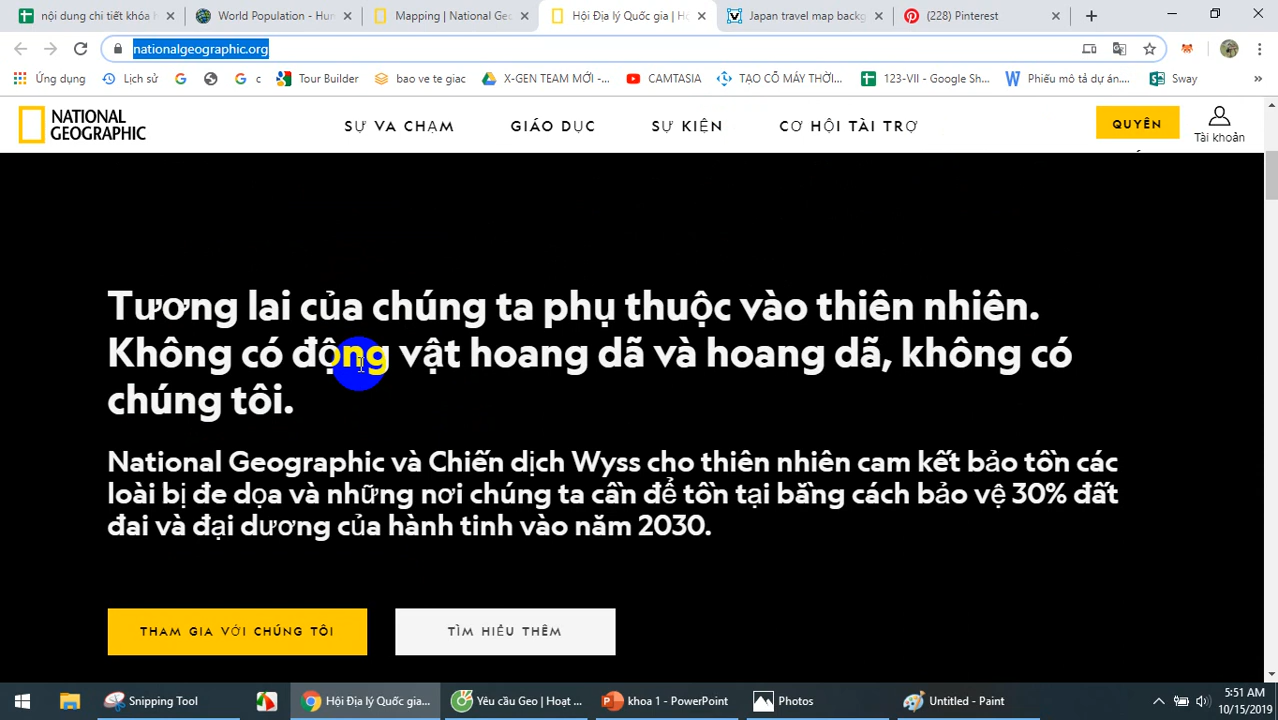 nội dung chi tiết khóa h
World Population - Hun
Mapping | National Geo
Hội Địa lý Quốc gia | Hộ
Japan travel map backg
(228) Pinterest
nationalgeographic.org
Ứng dụng
Lịch sử
c
Tour Builder
bao ve te giac
X-GEN TEAM MỚI -...
CAMTASIA
TẠO CỖ MÁY THỜI...
123-VII - Google Sh...
Phiếu mô tả dự án....
Sway
NATIONAL
GEOGRAPHIC
SỰ VA CHẠM
GIÁO DỤC
SỰ KIỆN
CƠ HỘI TÀI TRỢ
QUYÊN
Tài khoản
Tương lai của chúng ta phụ thuộc vào thiên nhiên.
Không có động vật hoang dã và hoang dã, không có
chúng tôi.
National Geographic và Chiến dịch Wyss cho thiên nhiên cam kết bảo tồn các
loài bị đe dọa và những nơi chúng ta cần để tồn tại bằng cách bảo vệ 30% đất
đai và đại dương của hành tinh vào năm 2030.
THAM GIA VỚI CHÚNG TÔI
TÌM HIỂU THÊM
Snipping Tool
Hội Địa lý Quốc gia...
Yêu cầu Geo | Hoạt ...
khoa 1 - PowerPoint
Photos
Untitled - Paint
5:51 AM
10/15/2019